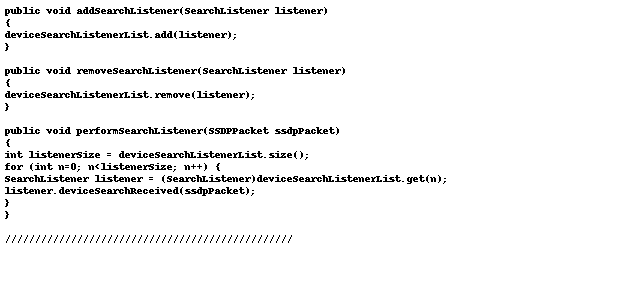 public void addSearchListener(SearchListener listener)
{
deviceSearchListenerList.add(listener);
}
public void removeSearchListener(SearchListener listener)
{
deviceSearchListenerList.remove(listener);
}
public void performSearchListener(SSDPPacket ssdpPacket)
{
int listenerSize = deviceSearchListenerList.size();
for (int n=0; n<listenerSize; n++) {
SearchListener listener = (SearchListener)deviceSearchListenerList.get(n);
listener.deviceSearchReceived(ssdpPacket);
}
}
////////////////////////////////////////////////